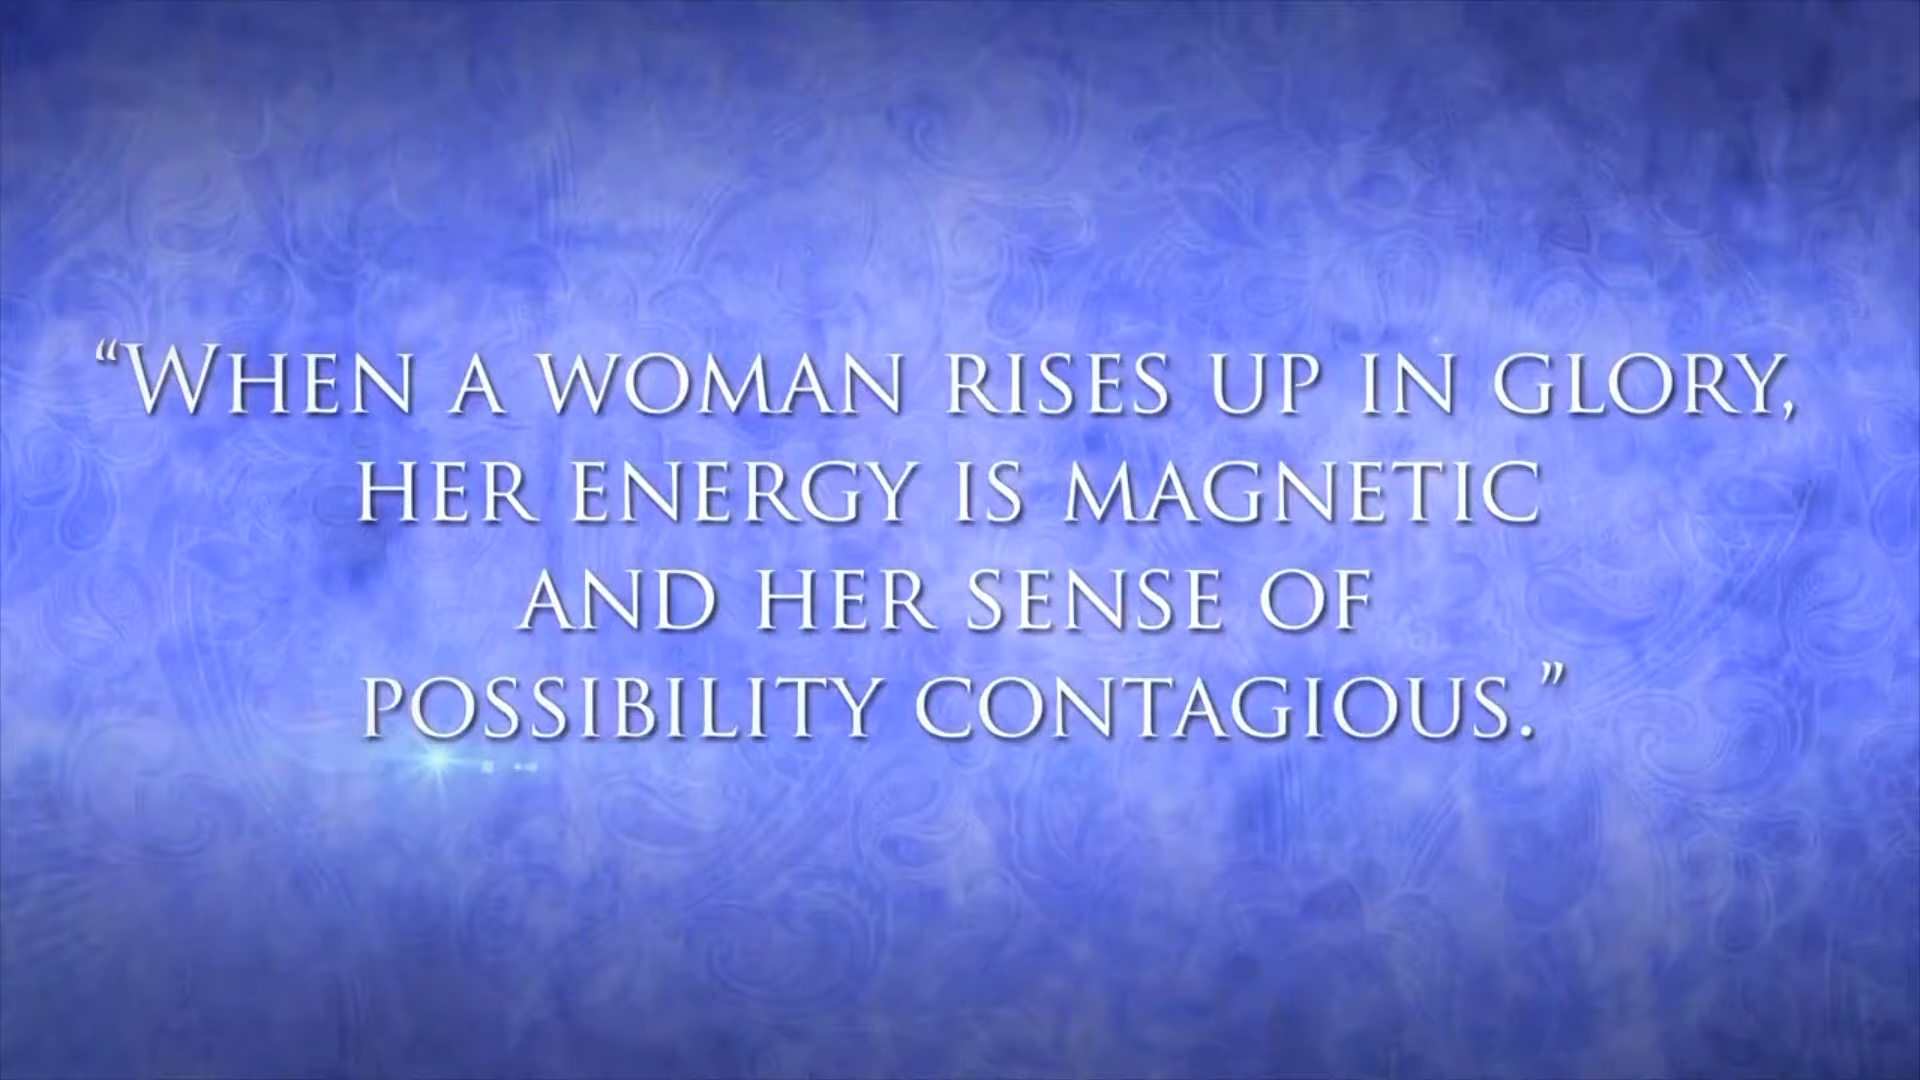 “When a woman rises up in glory,
her energy is magnetic
and her sense of
possibility contagious.”